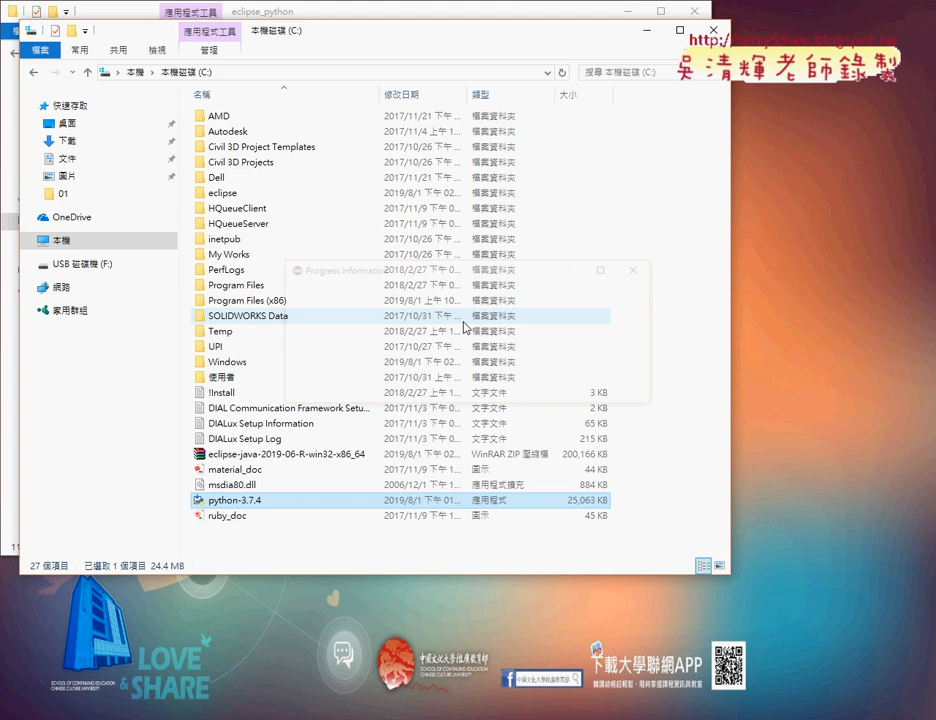 應用程式工具 eclipse_python
應用程式工具 本機磁碟 (C:)
檔案 常用 共用 檢視 管理
本機 › 本機磁碟 (C:) 搜尋 本機磁碟 (C:)
吳清輝老師錄製
名稱 修改日期 類型 大小
快速存取
桌面
下載
文件
圖片
01
OneDrive
本機
USB 磁碟機 (F:)
網路
家用群組
AMD 2017/11/21 下午 ... 檔案資料夾
Autodesk 2017/11/4 上午 1... 檔案資料夾
Civil 3D Project Templates 2017/10/26 下午 ... 檔案資料夾
Civil 3D Projects 2017/10/26 下午 ... 檔案資料夾
Dell 2017/11/21 下午 ... 檔案資料夾
eclipse 2019/8/1 下午 02... 檔案資料夾
HQueueClient 2017/11/9 下午 0... 檔案資料夾
HQueueServer 2017/11/9 下午 0... 檔案資料夾
inetpub 2017/10/26 下午 ... 檔案資料夾
My Works 2017/10/26 下午 ... 檔案資料夾
PerfLogs 2018/2/27 下午 0... 檔案資料夾
Program Files 2018/2/27 下午 0... 檔案資料夾
Program Files (x86) 2019/8/1 上午 10... 檔案資料夾
SOLIDWORKS Data 2017/10/31 下午 ... 檔案資料夾
Temp 2018/2/27 上午 1... 檔案資料夾
UPI 2017/10/27 下午 ... 檔案資料夾
Windows 2019/8/1 下午 02... 檔案資料夾
使用者 2017/10/31 上午 ... 檔案資料夾
!Install 2018/2/27 上午 1... 文字文件 3 KB
DIAL Communication Framework Setu... 2017/11/3 下午 0... 文字文件 2 KB
DIALux Setup Information 2017/11/3 下午 0... 文字文件 65 KB
DIALux Setup Log 2017/11/3 下午 0... 文字文件 215 KB
eclipse-java-2019-06-R-win32-x86_64 2019/8/1 下午 02... WinRAR ZIP 壓縮檔 200,166 KB
material_doc 2017/11/9 下午 1... 圖示 44 KB
msdia80.dll 2006/12/1 下午 1... 應用程式擴充 884 KB
python-3.7.4 2019/8/1 下午 01... 應用程式 25,063 KB
ruby_doc 2017/11/9 下午 1... 圖示 45 KB
Progress Information
27 個項目 已選取 1 個項目 24.4 MB
LOVE
& SHARE
SCHOOL OF CONTINUING EDUCATION
CHINESE CULTURE UNIVERSITY
中國文化大學推廣教育部
SCHOOL OF CONTINUING EDUCATION
CHINESE CULTURE UNIVERSITY
中國文化大學推廣教育部
下載大學聯網APP